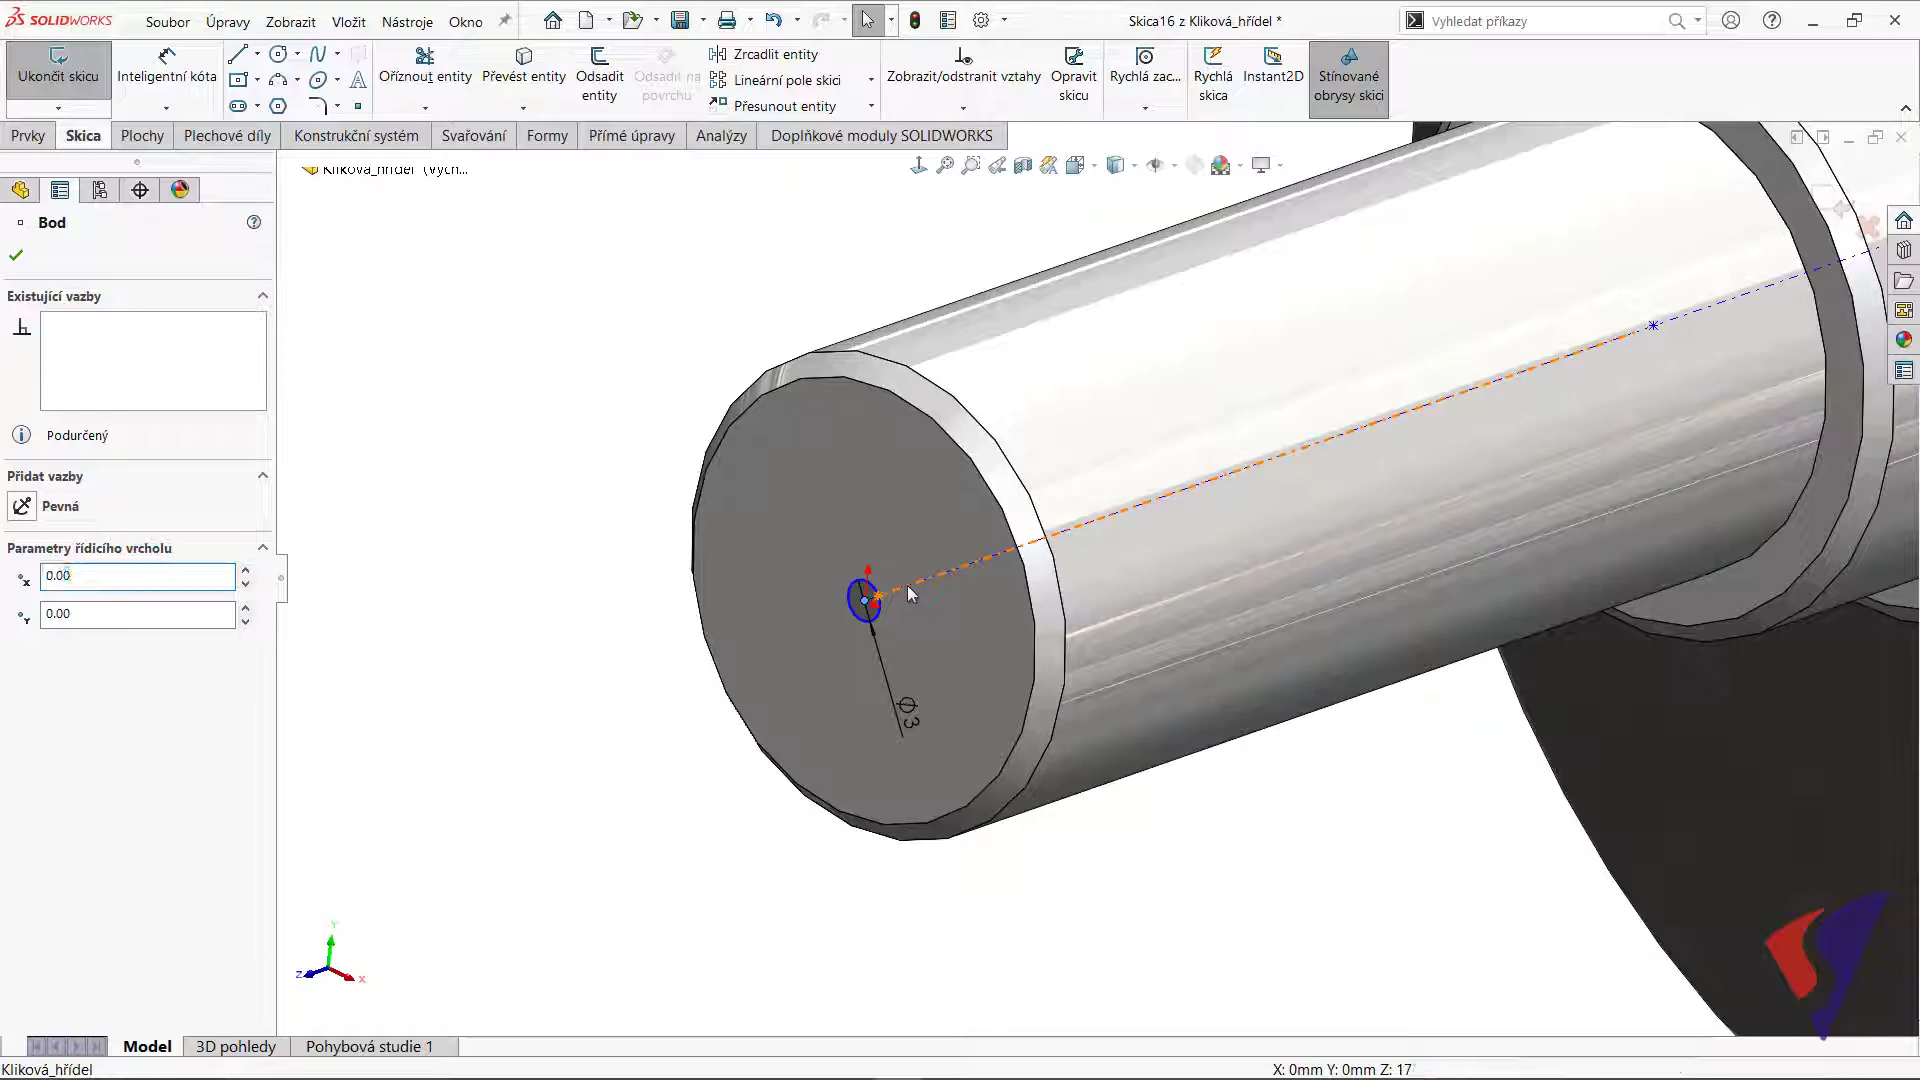 SOLIDWORKS
Soubor
Úpravy
Zobrazit
Vložit
Nástroje
Okno
Skica16 z Kliková_hřídel *
Vyhledat příkazy
Ukončit skicu
Inteligentní kóta
Oříznout entity
Převést entity
Odsadit entity
Odsadit na povrchu
Zrcadlit entity
Lineární pole skici
Přesunout entity
Zobrazit/odstranit vztahy
Opravit skicu
Rychlá zac...
Rychlá skica
Instant2D
Stínované obrysy skici
Prvky
Skica
Plochy
Plechové díly
Konstrukční systém
Svařování
Formy
Přímé úpravy
Analýzy
Doplňkové moduly SOLIDWORKS
Kliková_hřídel (Vých...
Bod
Existující vazby
Podurčený
Přidat vazby
Pevná
Parametry řídicího vrcholu
x 0.00
Y 0.00
Ø3
Y
Z
X
Model
3D pohledy
Pohybová studie 1
Kliková_hřídel
X: 0mm Y: 0mm Z: 17